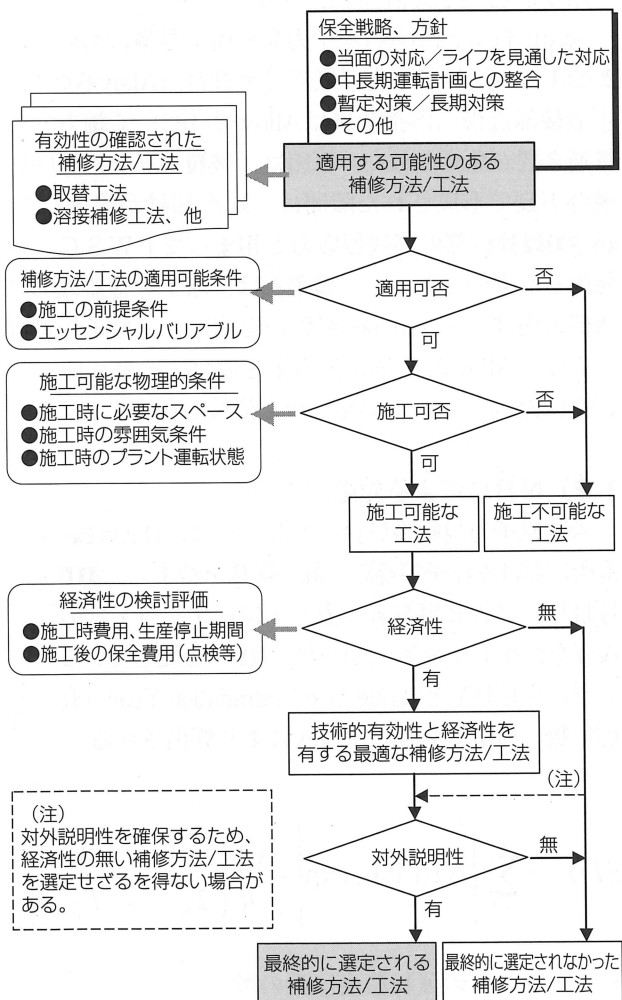 保全戦略、方針
●当面の対応／ライフを見通した対応
●中長期運転計画との整合
●暫定対策／長期対策
●その他
有効性の確認された
補修方法/工法
●取替工法
●溶接補修工法、他
適用する可能性のある
補修方法/工法
補修方法/工法の適用可能条件
●施工の前提条件
●エッセンシャルバリアブル
適用可否
否
可
施工可能な物理的条件
●施工時に必要なスペース
●施工時の雰囲気条件
●施工時のプラント運転状態
施工可否
否
可
施工可能な
工法
施工不可能な
工法
経済性の検討評価
●施工時費用、生産停止期間
●施工後の保全費用（点検等）
経済性
無
有
技術的有効性と経済性を
有する最適な補修方法/工法
（注）
（注）
対外説明性を確保するため、
経済性の無い補修方法/工法
を選定せざるを得ない場合が
ある。
対外説明性
無
有
最終的に選定される
補修方法/工法
最終的に選定されなかった
補修方法/工法